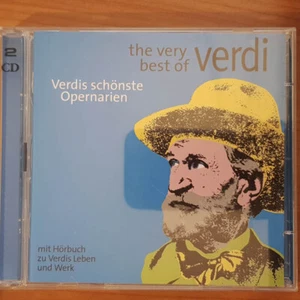 2
CD
the very
best of verdi
Verdis schönste
Opernarien
mit Hörbuch
zu Verdis Leben
und Werk